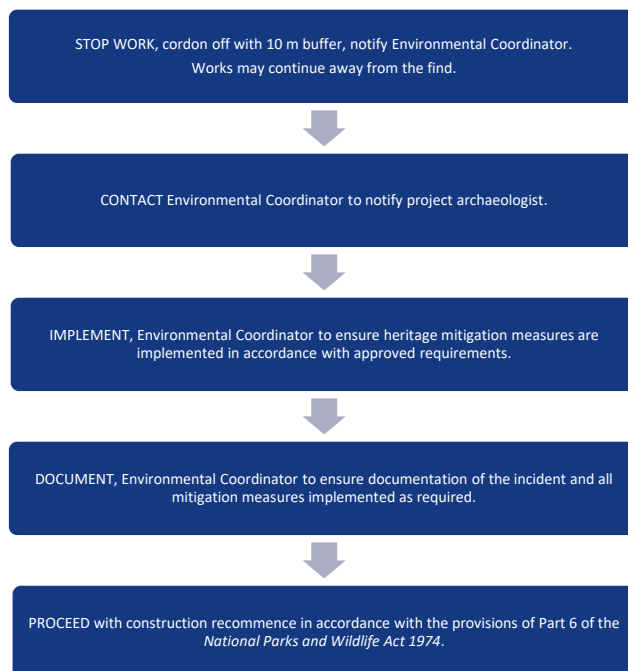 STOP WORK, cordon off with 10 m buffer, notify Environmental Coordinator.
Works may continue away from the find.
CONTACT Environmental Coordinator to notify project archaeologist.
IMPLEMENT, Environmental Coordinator to ensure heritage mitigation measures are
implemented in accordance with approved requirements.
DOCUMENT, Environmental Coordinator to ensure documentation of the incident and all
mitigation measures implemented as required.
PROCEED with construction recommence in accordance with the provisions of Part 6 of the
National Parks and Wildlife Act 1974.